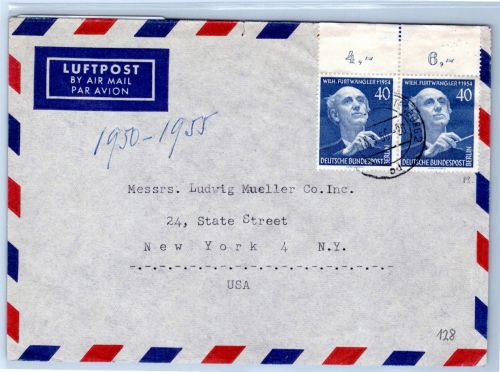 LUFTPOST
BY AIR MAIL
PAR AVION
4,"
6,"
WILH. FURTWÄNGLER †1954
40
DEUTSCHE BUNDESPOST
BERLIN
WILH. FURTWÄNGLER †1954
40
DEUTSCHE BUNDESPOST
BERLIN
1950-1955
Messrs. Ludwig Mueller Co.Inc.
24, State Street
New York 4 N.Y.
USA
128